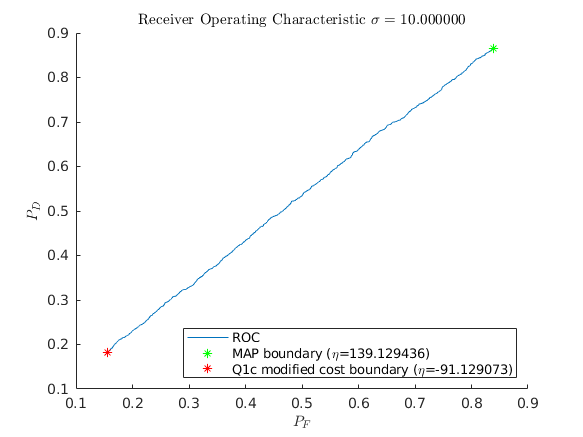 Receiver Operating Characteristic σ = 10.000000
0.9
0.8
0.7
0.6
0.5
0.4
0.3
0.2
0.1
P_D
0.1 0.2 0.3 0.4 0.5 0.6 0.7 0.8 0.9
P_F
ROC
MAP boundary (η=139.129436)
Q1c modified cost boundary (η=-91.129073)